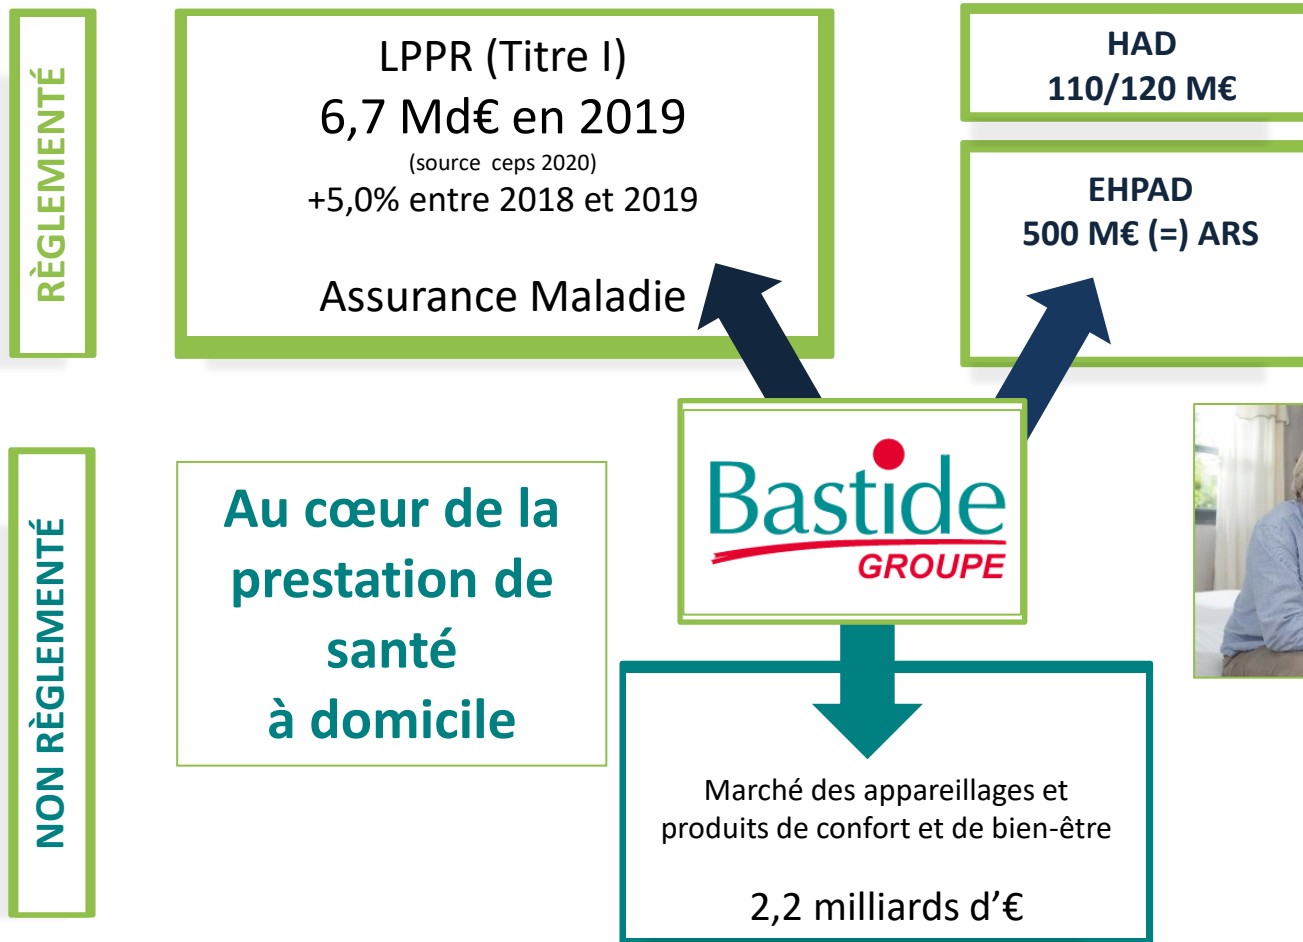 RÈGLEMENTÉ
LPPR (Titre I)
6,7 Md€ en 2019
(source ceps 2020)
+5,0% entre 2018 et 2019
Assurance Maladie
HAD
110/120 M€
EHPAD
500 M€ (=) ARS
NON RÈGLEMENTÉ
Au cœur de la
prestation de
santé
à domicile
Bastide
GROUPE
Marché des appareillages et
produits de confort et de bien-être
2,2 milliards d’€